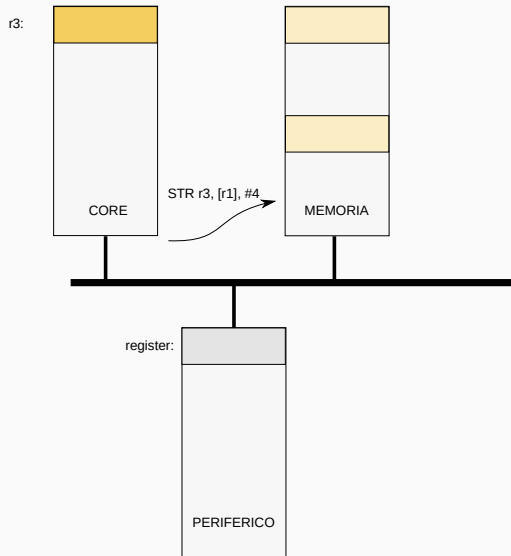 r3:
STR r3, [r1], #4
CORE
MEMORIA
register:
PERIFERICO